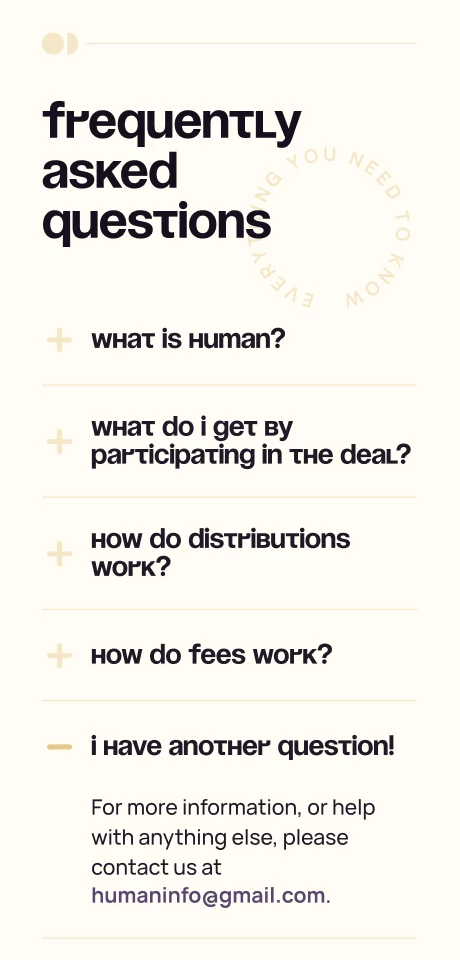 frequently
asked
questions
EVERYTHING YOU NEED TO KNOW
what is human?
what do i get by
participating in the deal?
how do distributions
work?
how do fees work?
i have another question!
For more information, or help
with anything else, please
contact us at
humaninfo@gmail.com.